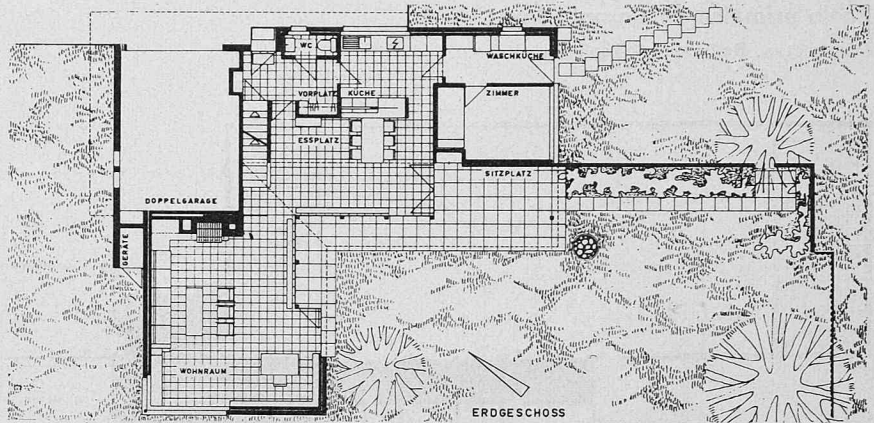 WC
WASCHKÜCHE
VORPLATZ
KÜCHE
ZIMMER
ESSPLATZ
SITZPLATZ
DOPPELGARAGE
GERÄTE
WOHNRAUM
ERDGESCHOSS